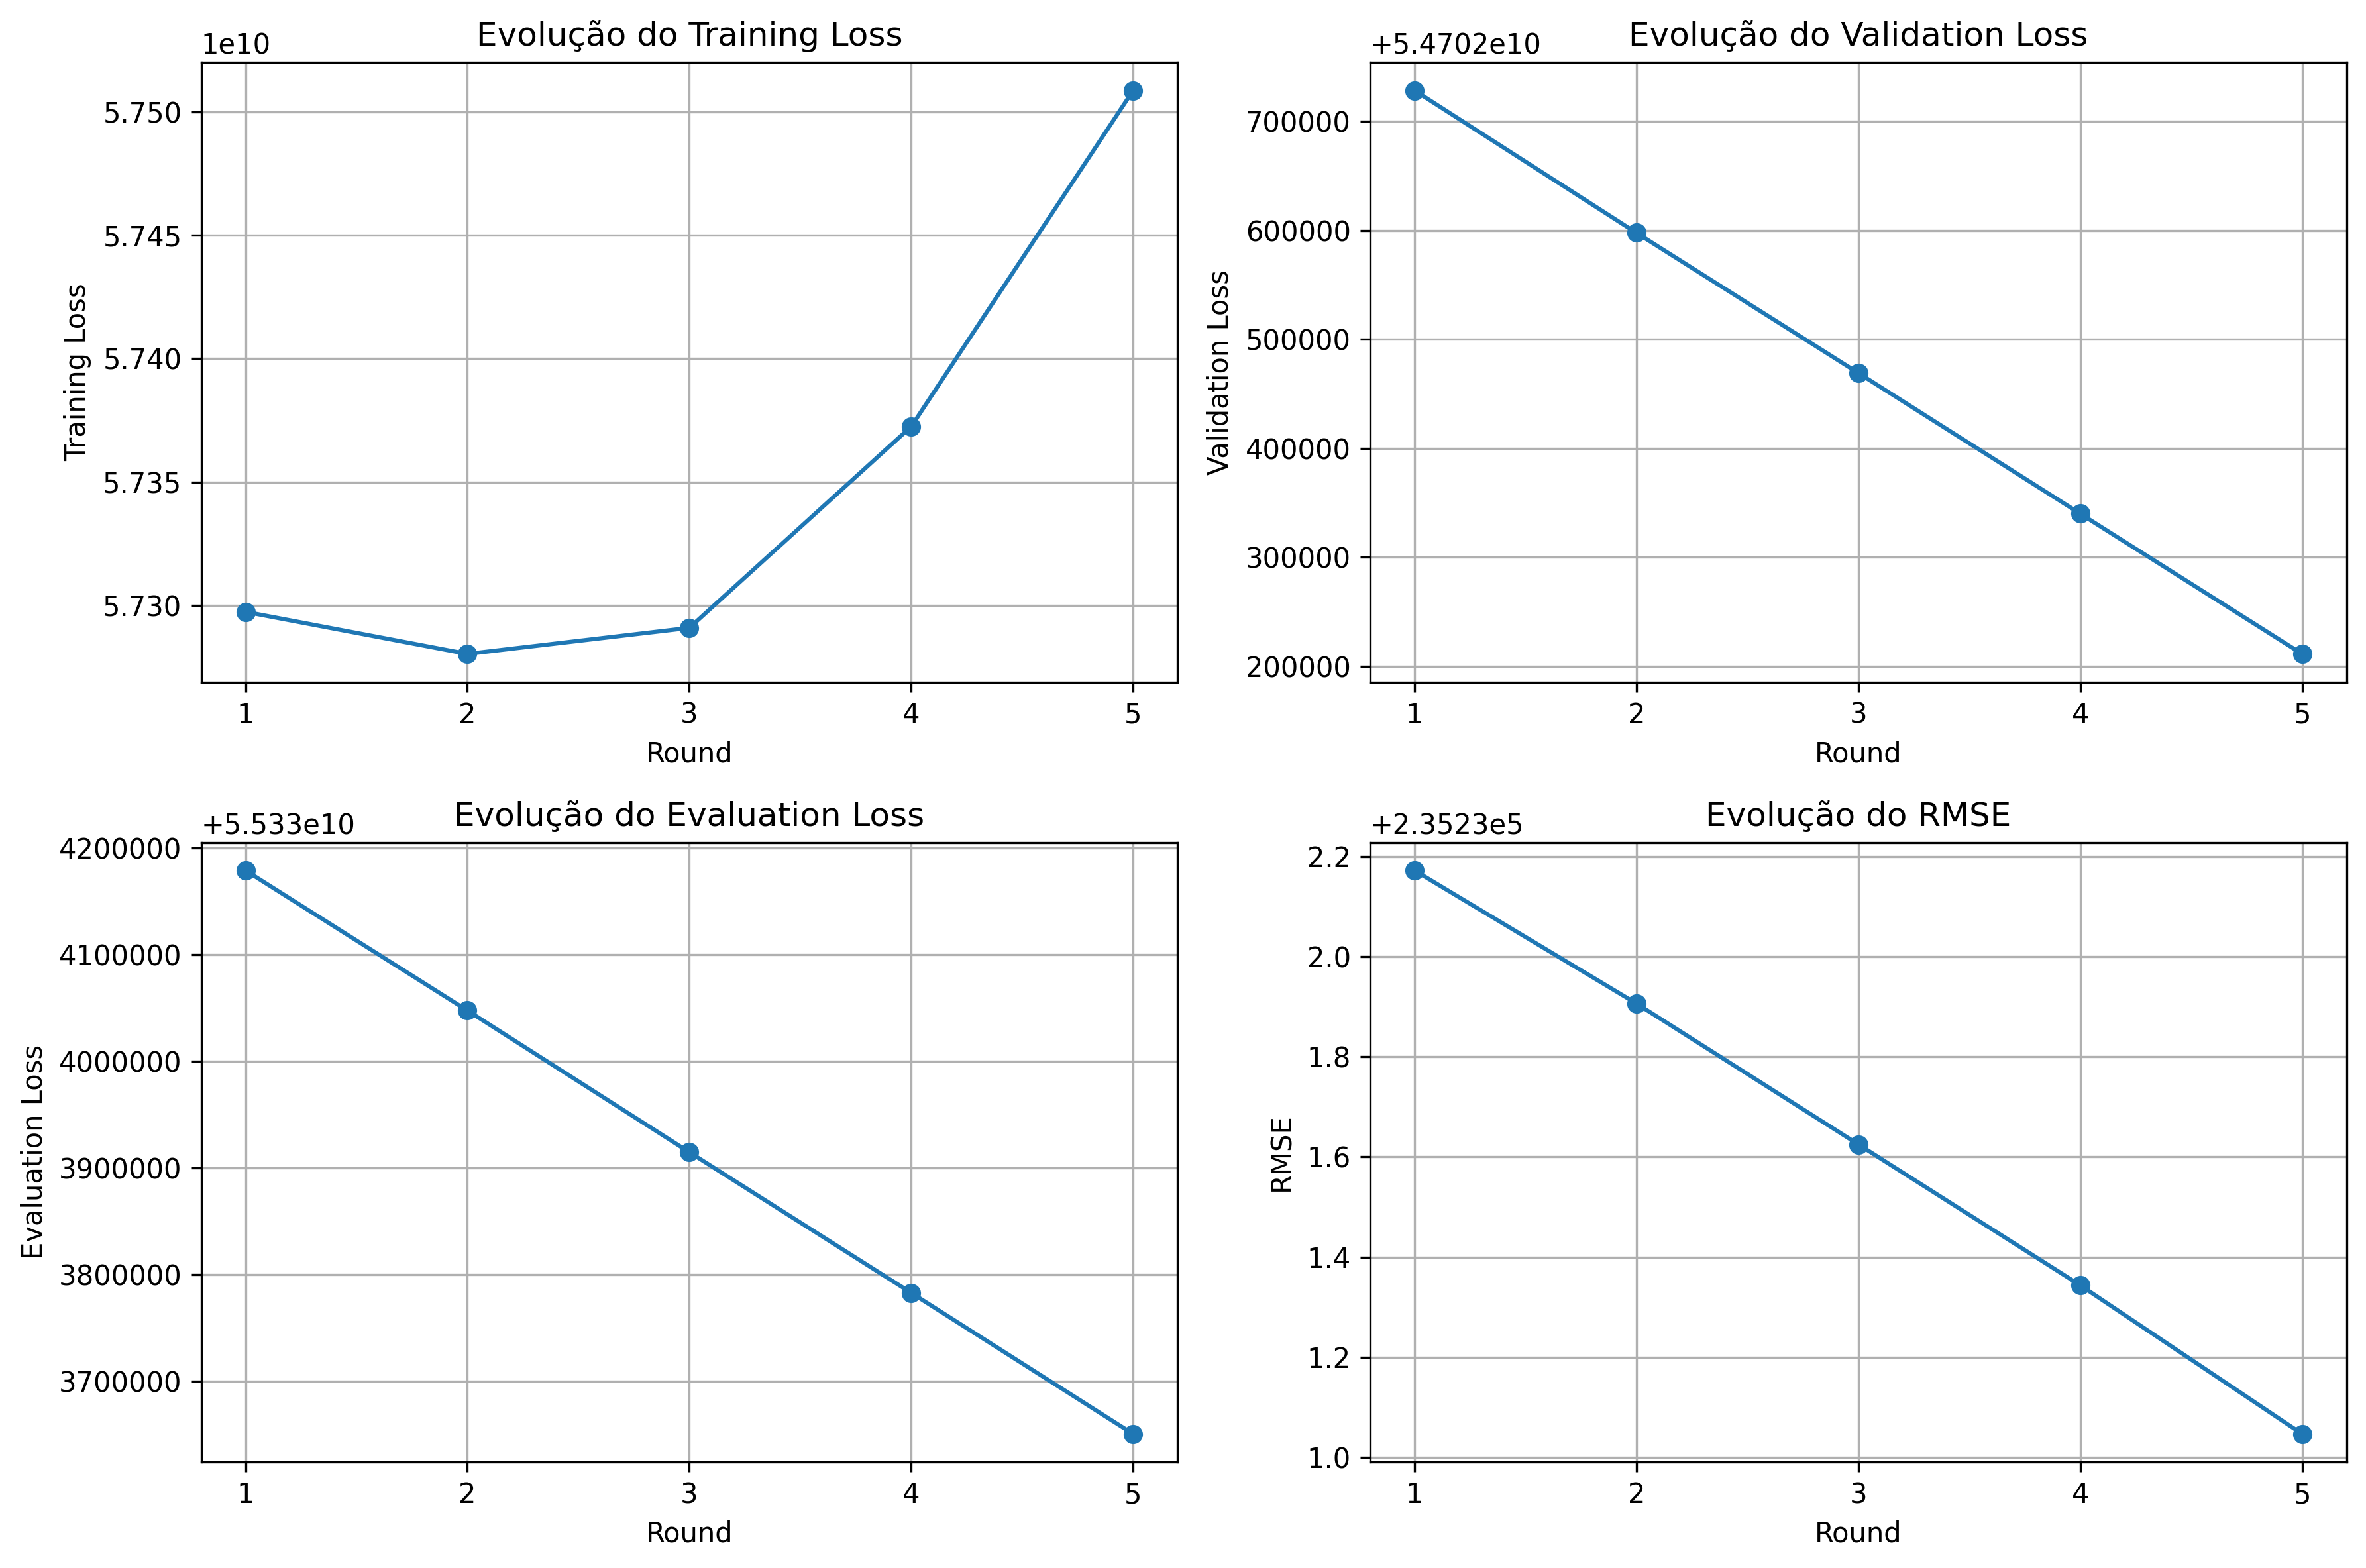 Evolução do Training Loss
1e10
5.750
5.745
5.740
5.735
5.730
Training Loss
1 2 3 4 5
Round
Evolução do Validation Loss
+5.4702e10
700000
600000
500000
400000
300000
200000
Validation Loss
1 2 3 4 5
Round
Evolução do Evaluation Loss
+5.533e10
4200000
4100000
4000000
3900000
3800000
3700000
Evaluation Loss
1 2 3 4 5
Round
Evolução do RMSE
+2.3523e5
2.2
2.0
1.8
1.6
1.4
1.2
1.0
RMSE
1 2 3 4 5
Round